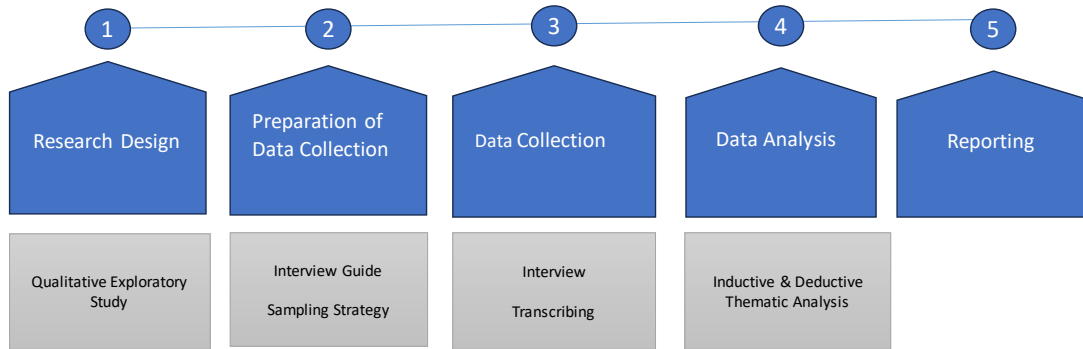 1
2
3
4
5
Research Design
Preparation of
Data Collection
Data Collection
Data Analysis
Reporting
Qualitative Exploratory
Study
Interview Guide
Sampling Strategy
Interview
Transcribing
Inductive & Deductive
Thematic Analysis